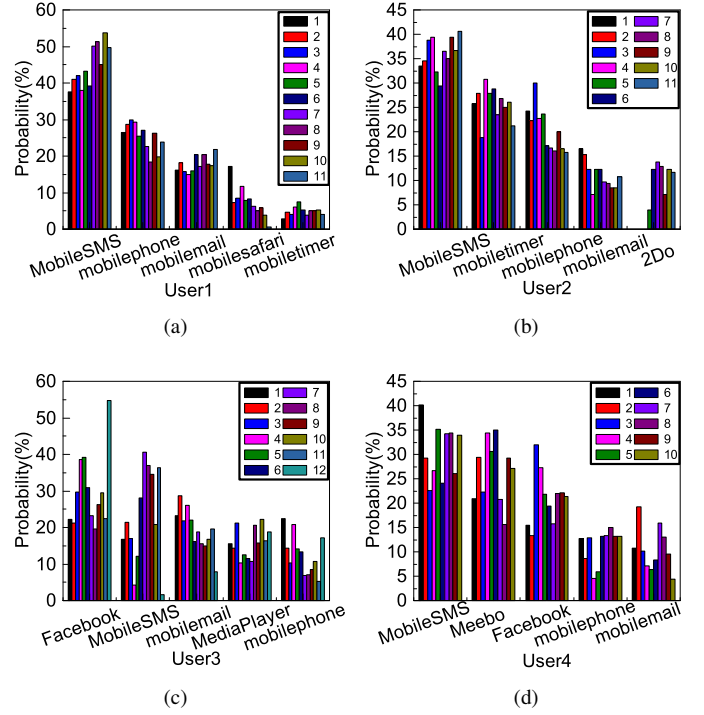 60
50
40
30
20
10
0
Probability(%)
1
2
3
4
5
6
7
8
9
10
11
MobileSMS
mobilephone
mobilemail
mobilesafari
mobiletimer
User1
(a)
45
40
35
30
25
20
15
10
5
0
Probability(%)
1 7
2 8
3 9
4 10
5 11
6
MobileSMS
mobiletimer
mobilephone
mobilemail
2Do
User2
(b)
60
50
40
30
20
10
0
Probability(%)
1 7
2 8
3 9
4 10
5 11
6 12
Facebook
MobileSMS
mobilemail
MediaPlayer
mobilephone
User3
(c)
45
40
35
30
25
20
15
10
5
0
Probability(%)
1 6
2 7
3 8
4 9
5 10
MobileSMS
Meebo
Facebook
mobilephone
mobilemail
User4
(d)